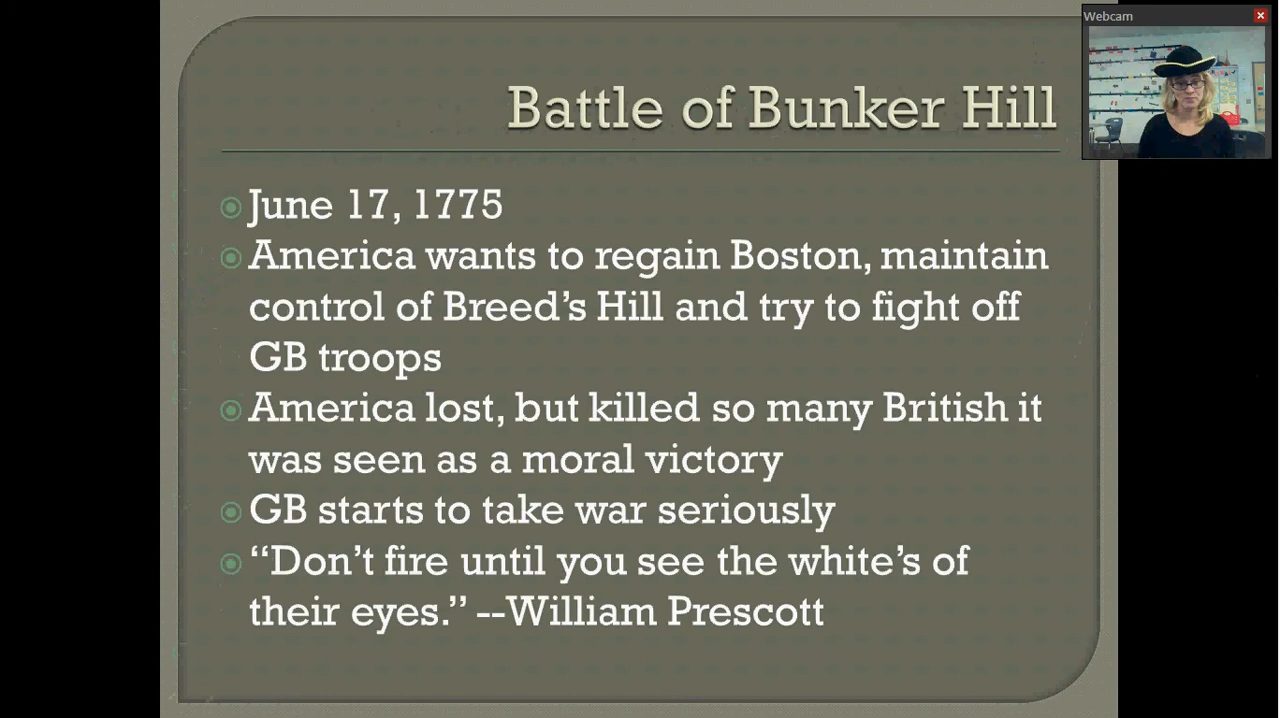 Webcam
Battle of Bunker Hill
June 17, 1775
America wants to regain Boston, maintain
control of Breed’s Hill and try to fight off
GB troops
America lost, but killed so many British it
was seen as a moral victory
GB starts to take war seriously
“Don’t fire until you see the white’s of
their eyes.” --William Prescott